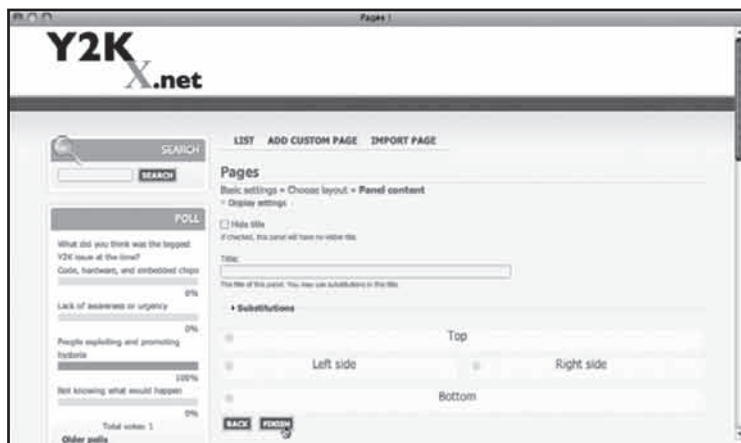 Pages |
Y2K
X.net
SEARCH
SEARCH
POLL
What did you think was the biggest
Y2K issue at the time?
Code, hardware, and embedded chips
0%
Lack of awareness or urgency
0%
People exploiting and promoting
hysteria
100%
Not knowing what would happen
0%
Total votes: 1
Older polls
LIST ADD CUSTOM PAGE IMPORT PAGE
Pages
Basic settings » Choose layout » Panel content
Display settings
Hide title
If checked, this panel will have no visible title.
Title:
The title of this panel. You may use substitutions in this title.
Substitutions
Top
Left side Right side
Bottom
BACK FINISH